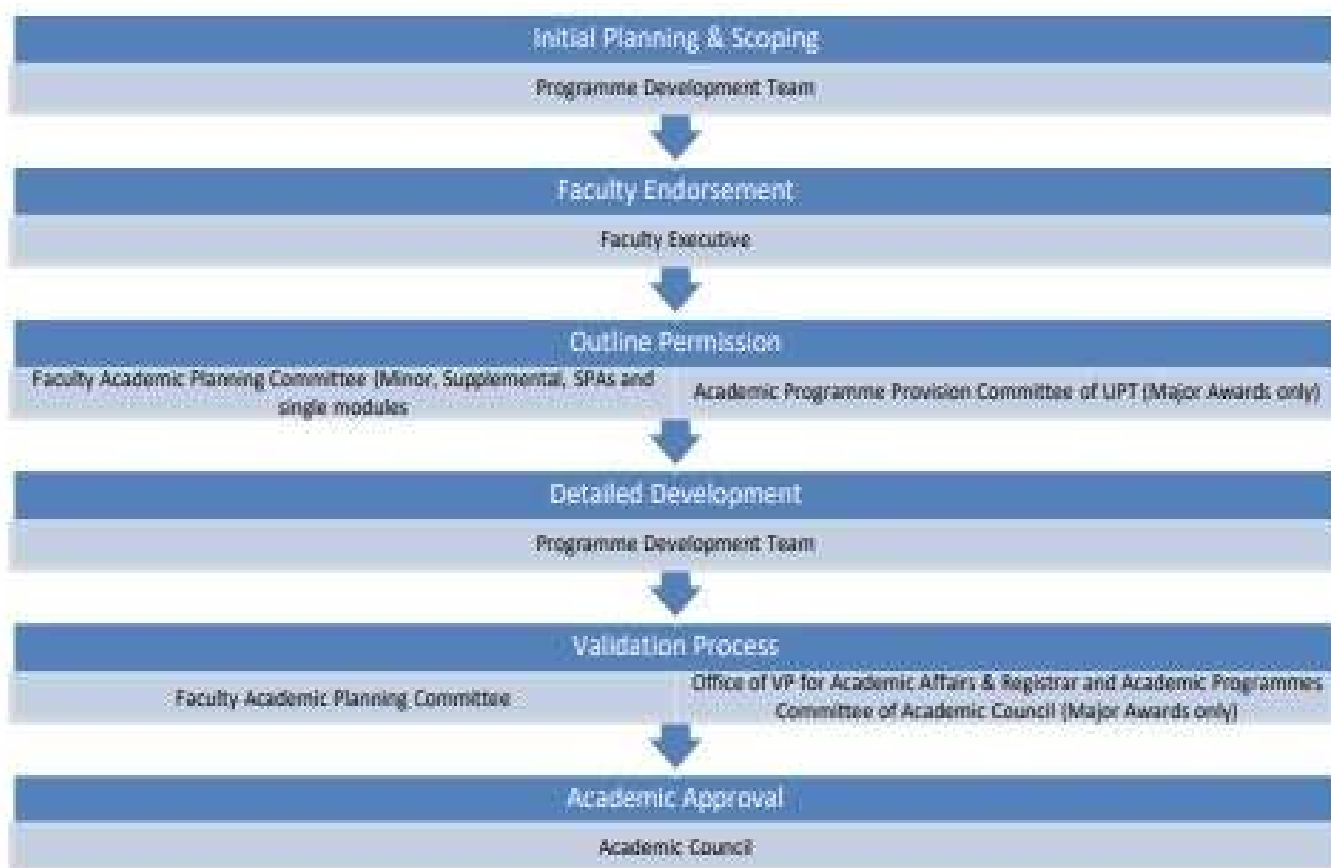 Initial Planning & Scoping
Programme Development Team
Faculty Endorsement
Faculty Executive
Outline Permission
Faculty Academic Planning Committee (Minor, Supplemental, SPAs and
single modules
Academic Programme Provision Committee of UPT (Major Awards only)
Detailed Development
Programme Development Team
Validation Process
Faculty Academic Planning Committee
Office of VP for Academic Affairs & Registrar and Academic Programmes
Committee of Academic Council (Major Awards only)
Academic Approval
Academic Council